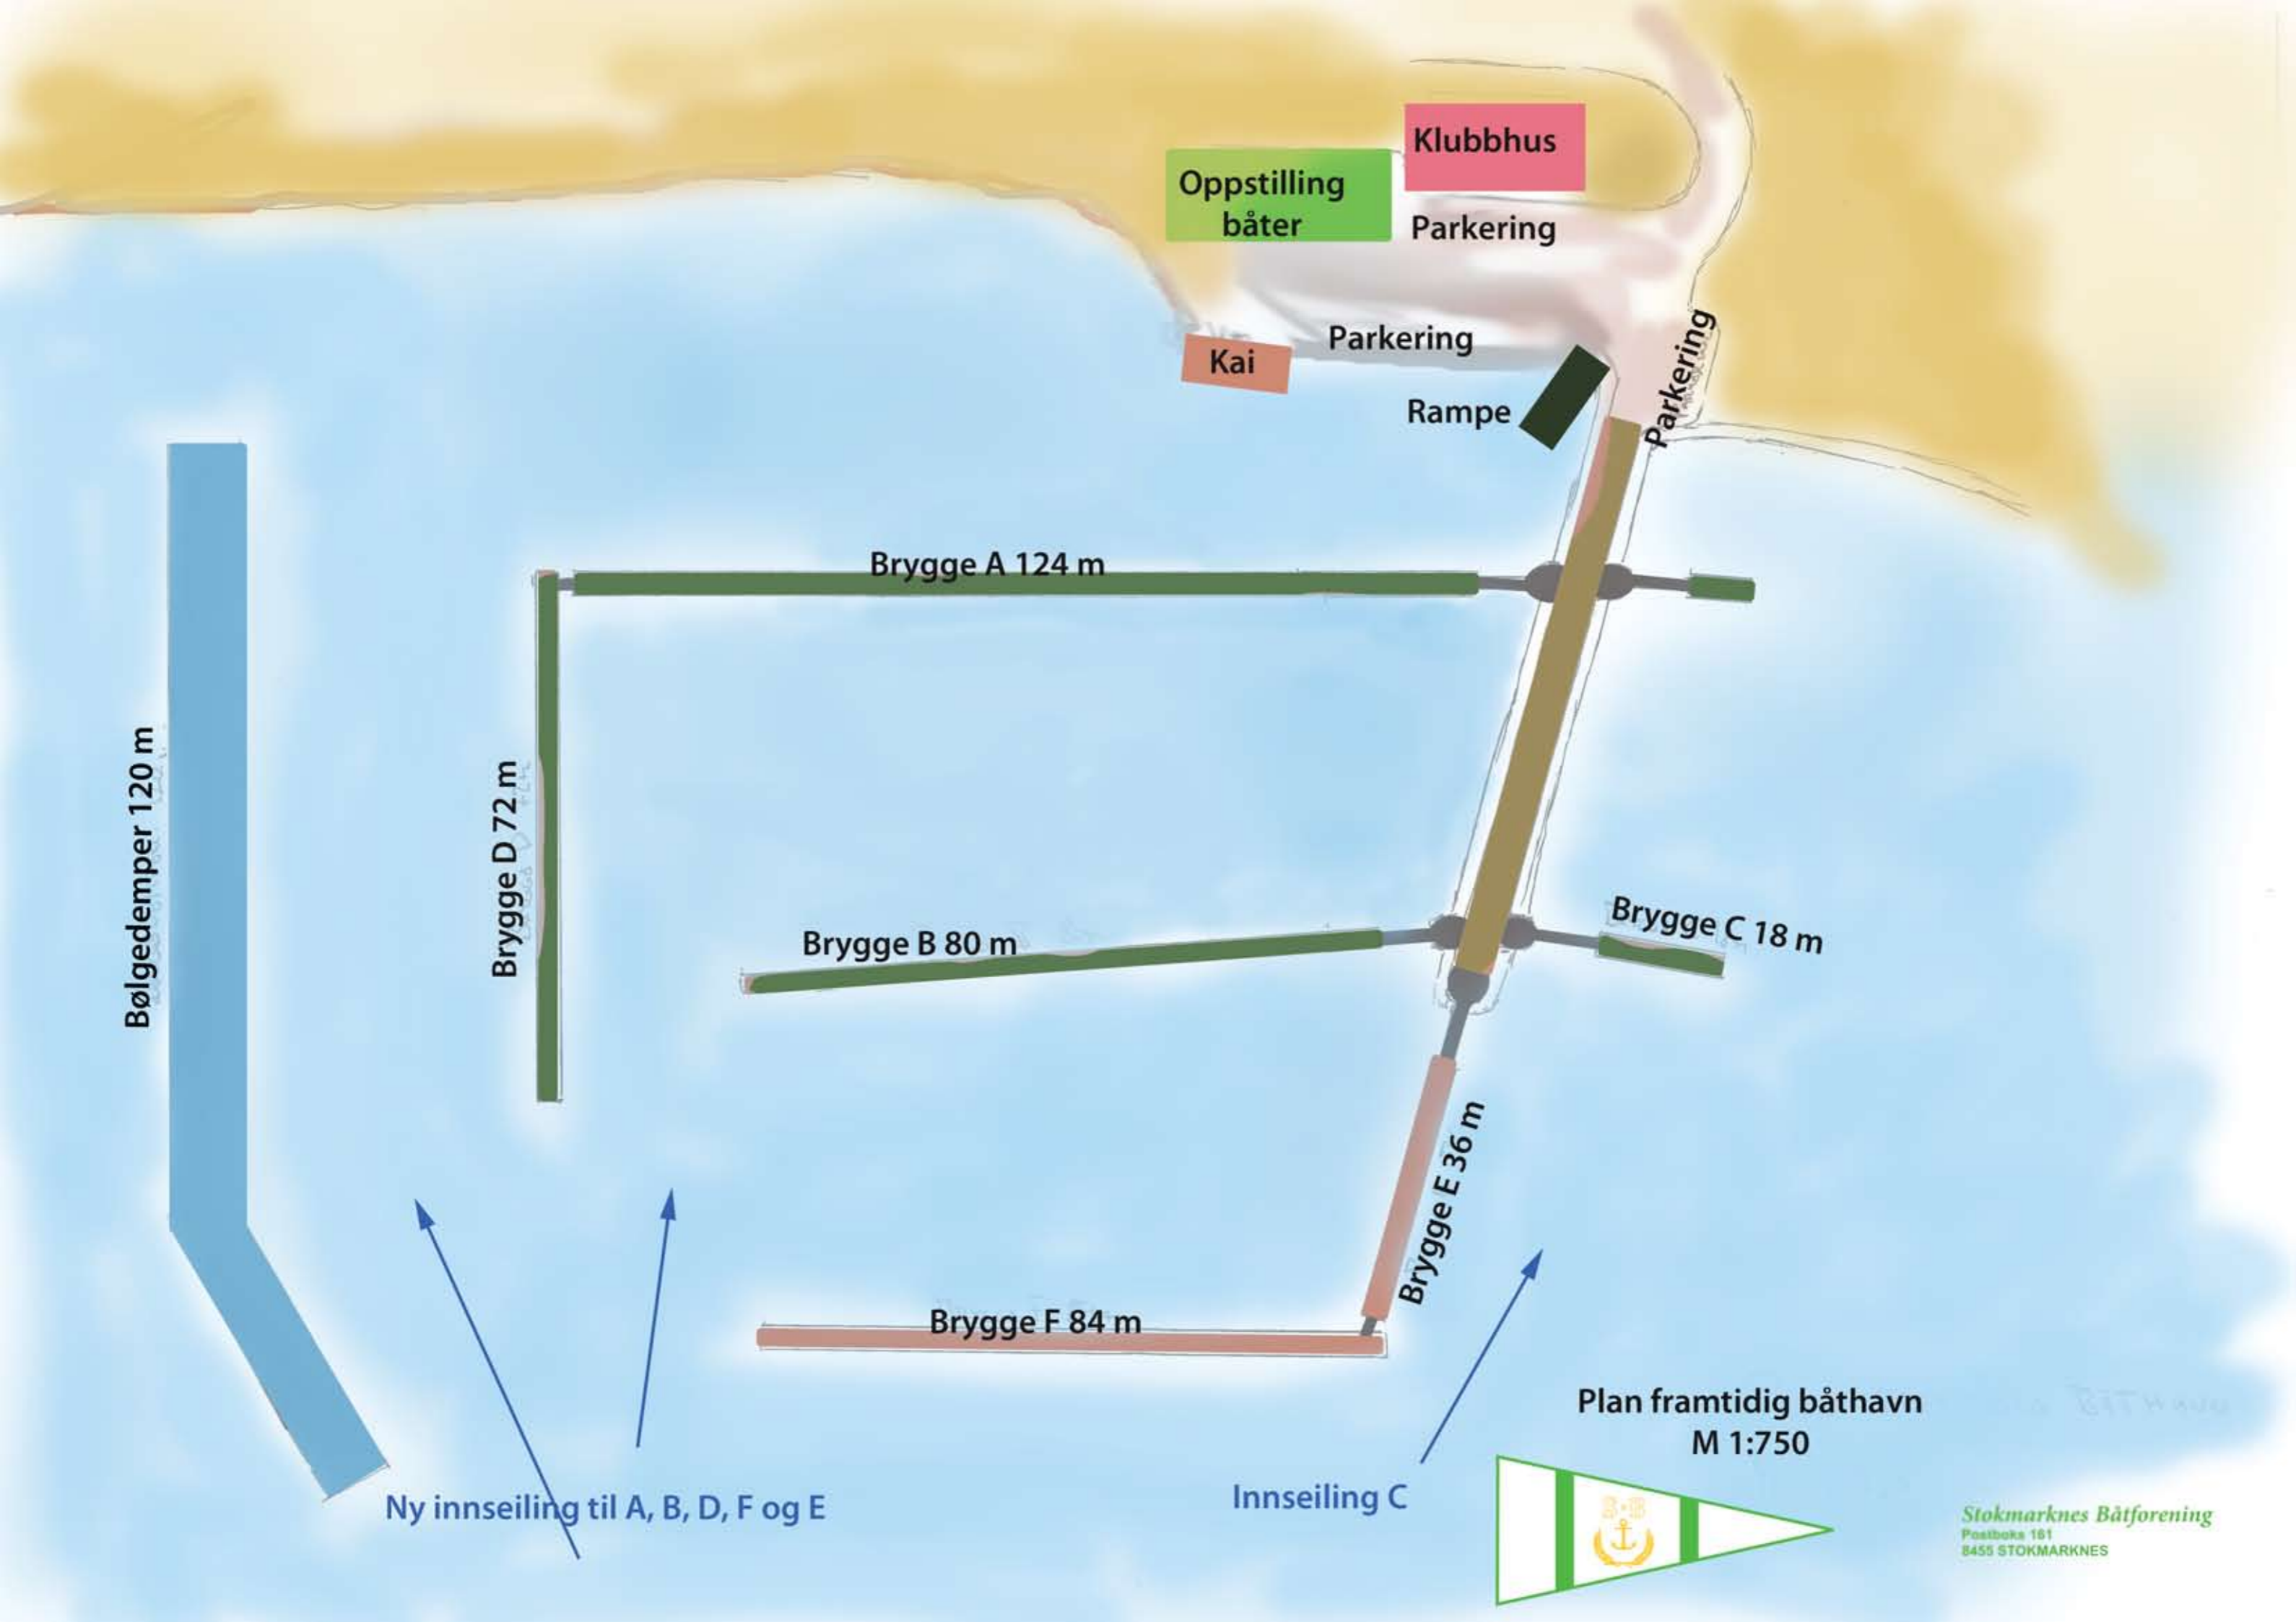 Klubbhus
Oppstilling
båter
Parkering
Parkering
Kai
Parkering
Rampe
Brygge A 124 m
Bølgedemper 120 m
Brygge D 72 m
Brygge B 80 m
Brygge C 18 m
Brygge E 36 m
Brygge F 84 m
Plan framtidig båthavn
M 1:750
Ny innseiling til A, B, D, F og E
Innseiling C
Stokmarknes Båtforening
Postboks 161
8455 STOKMARKNES